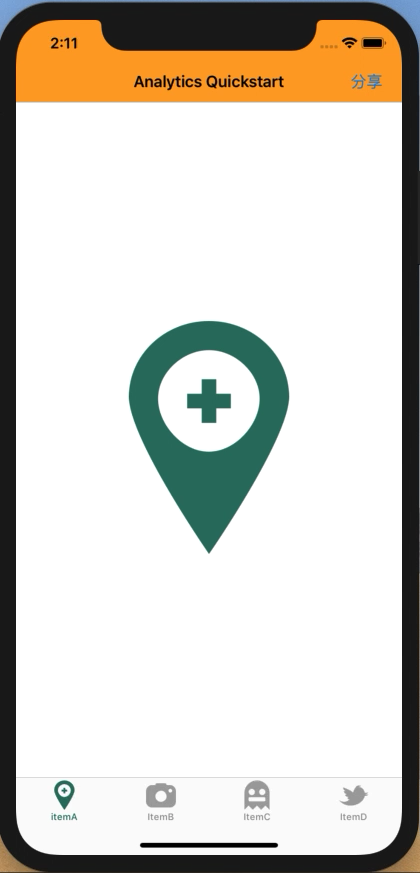 2:11
Analytics Quickstart
分享
itemA
ItemB
ItemC
ItemD